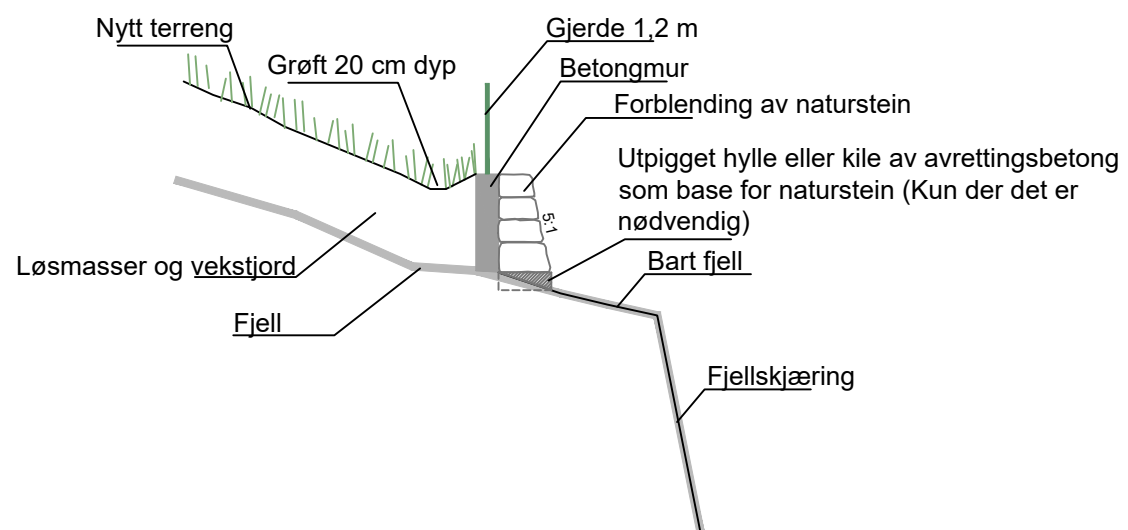 Nytt terreng
Gjerde 1,2 m
Grøft 20 cm dyp
Betongmur
Forblending av naturstein
Utpigget hylle eller kile av avrettingsbetong
som base for naturstein (Kun der det er
nødvendig)
5:1
Løsmasser og vekstjord
Bart fjell
Fjell
Fjellskjæring